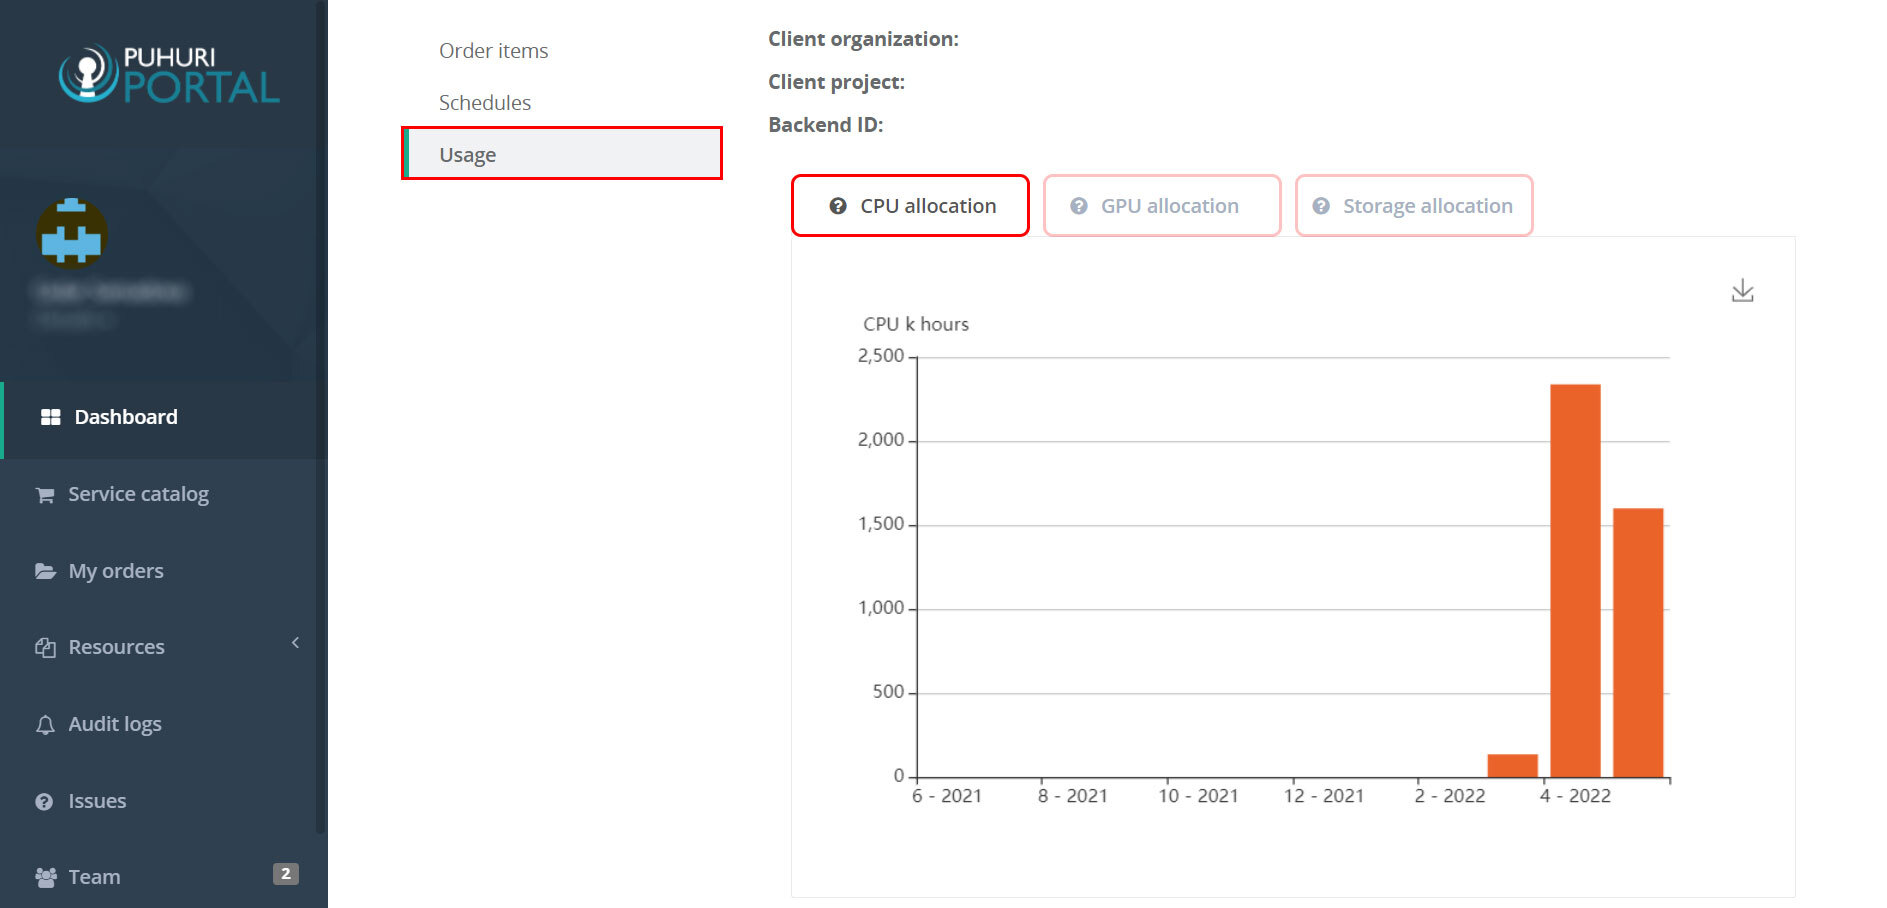 PUHURI
PORTAL
Dashboard
Service catalog
My orders
Resources
Audit logs
Issues
Team 2
Order items
Schedules
Usage
Client organization:
Client project:
Backend ID:
CPU allocation
GPU allocation
Storage allocation
CPU k hours
2,500
2,000
1,500
1,000
500
0
6 - 2021 8 - 2021 10 - 2021 12 - 2021 2 - 2022 4 - 2022